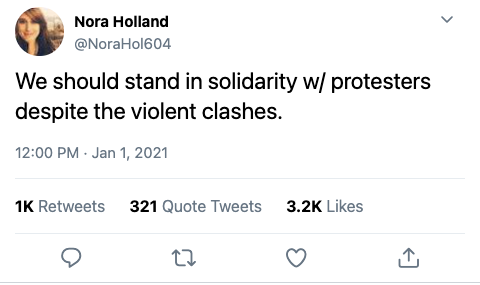 Nora Holland
@NoraHol604
We should stand in solidarity w/ protesters
despite the violent clashes.
12:00 PM · Jan 1, 2021
1K Retweets 321 Quote Tweets 3.2K Likes